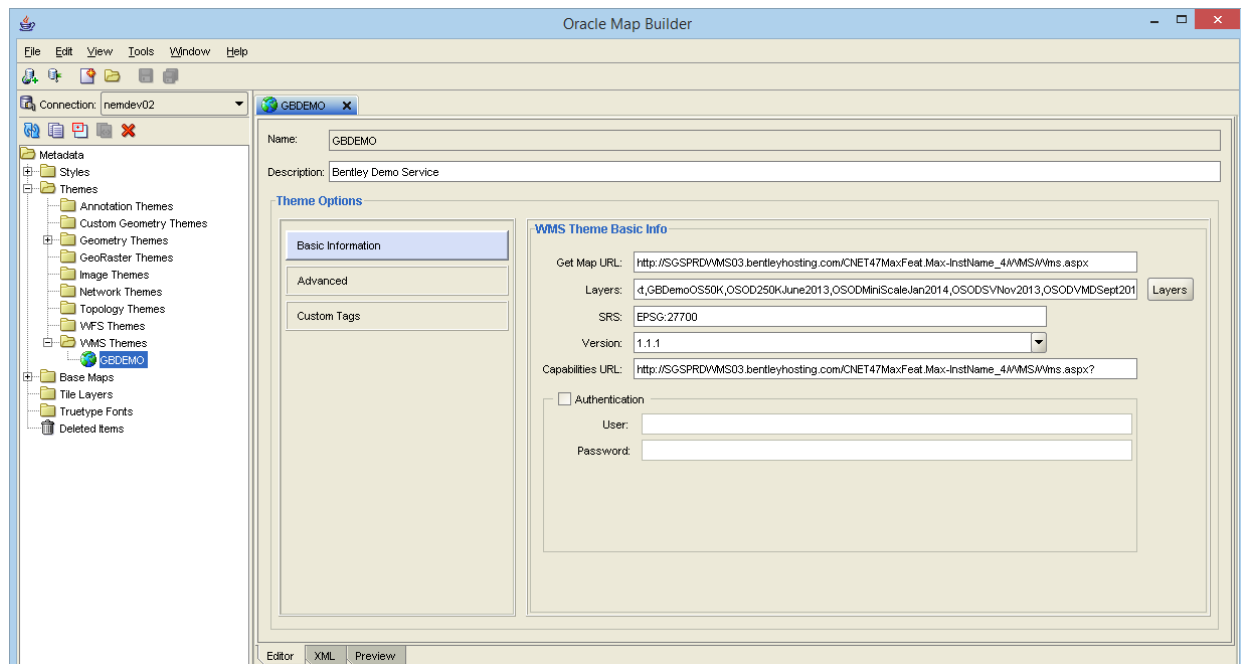 Oracle Map Builder
File Edit View Tools Window Help
Connection: nemdev02
GBDEMO
Metadata
Styles
Themes
Annotation Themes
Custom Geometry Themes
Geometry Themes
GeoRaster Themes
Image Themes
Network Themes
Topology Themes
WFS Themes
WMS Themes
GBDEMO
Base Maps
Tile Layers
Truetype Fonts
Deleted Items
Name: GBDEMO
Description: Bentley Demo Service
Theme Options
Basic Information
Advanced
Custom Tags
WMS Theme Basic Info
Get Map URL: http://SGSPRDWMS03.bentleyhosting.com/CNET47MaxFeat.Max-InstName_4/WMS/Wms.aspx
Layers: t,GBDemoOS50K,OSOD250KJune2013,OSODMiniScaleJan2014,OSODSVNov2013,OSODVMDSept201 Layers
SRS: EPSG:27700
Version: 1.1.1
Capabilities URL: http://SGSPRDWMS03.bentleyhosting.com/CNET47MaxFeat.Max-InstName_4/WMS/Wms.aspx?
Authentication
User:
Password:
Editor XML Preview